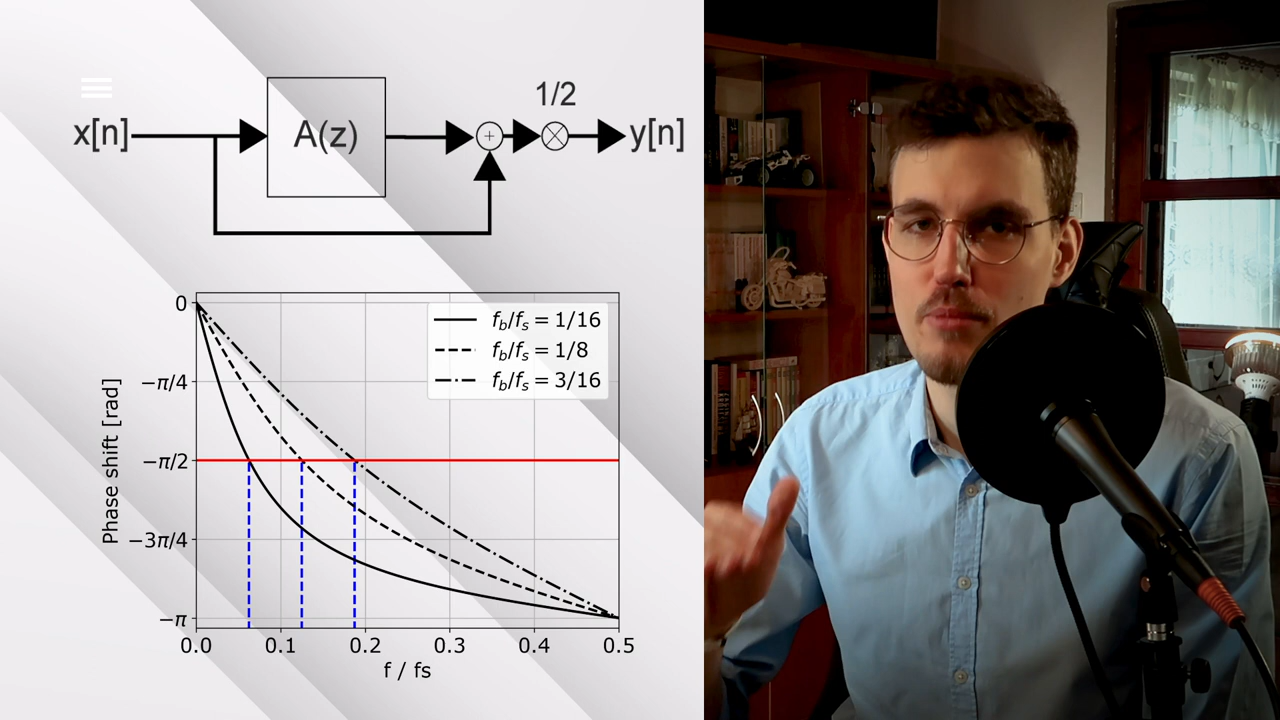 1/2
x[n]
A(z)
+
y[n]
Phase shift [rad]
0
−π/4
−π/2
−3π/4
−π
f_b/f_s = 1/16
f_b/f_s = 1/8
f_b/f_s = 3/16
0.0 0.1 0.2 0.3 0.4 0.5
f / fs